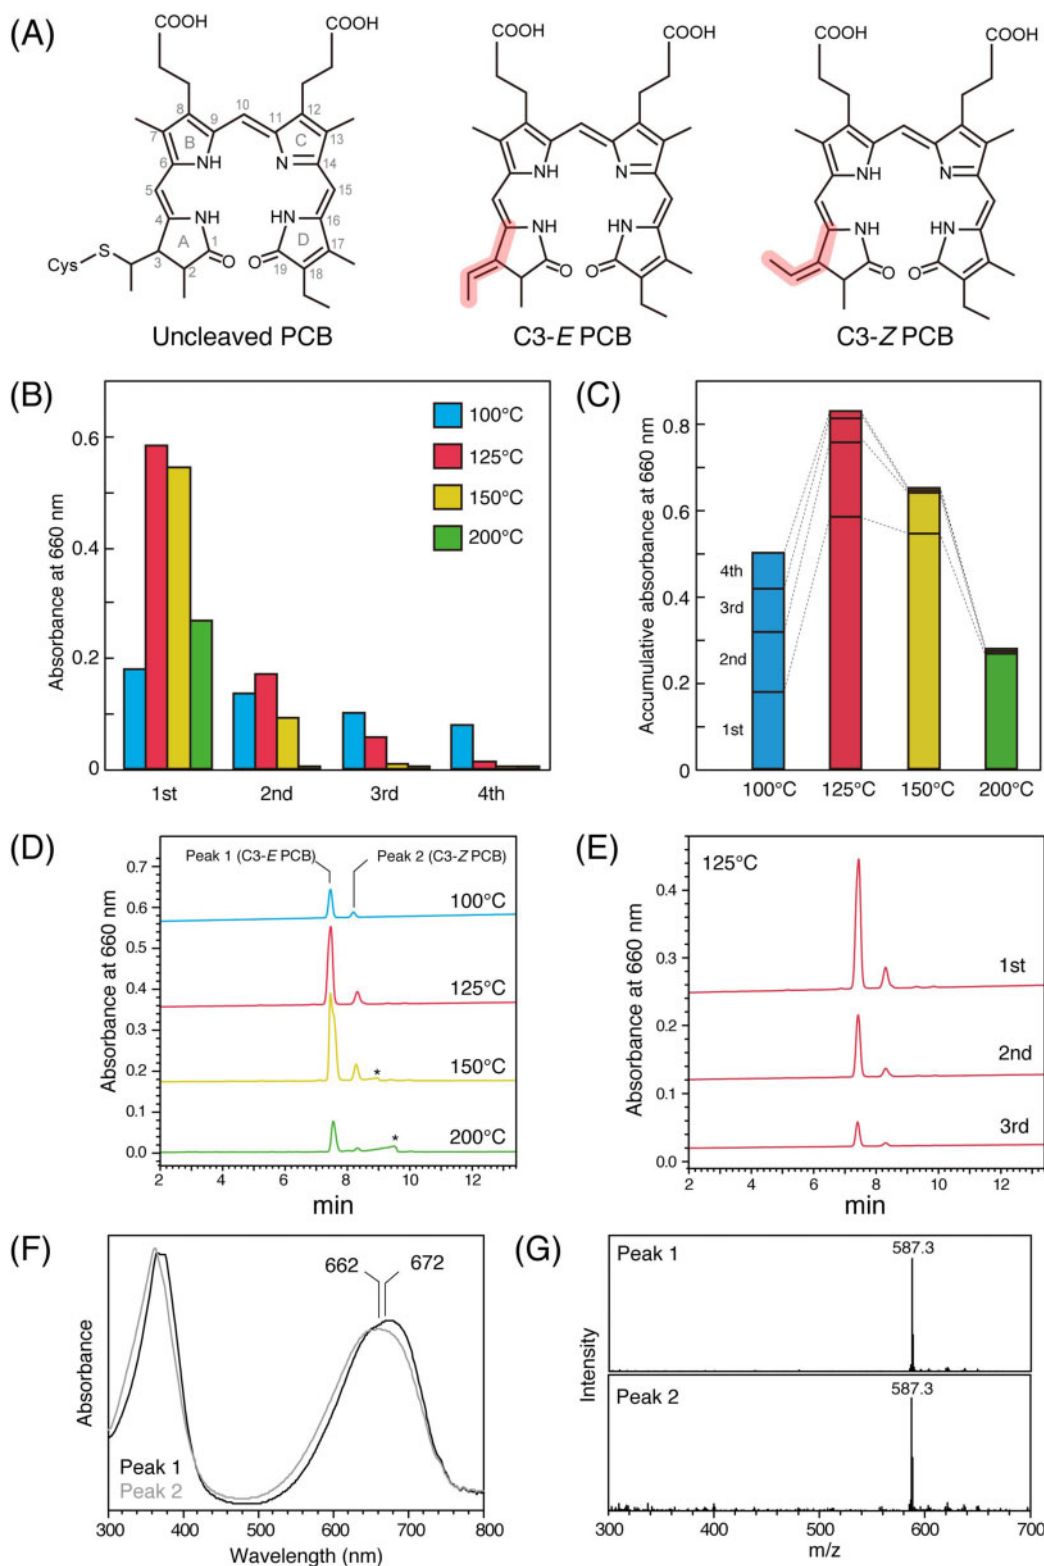 (A)
COOH
COOH
COOH
COOH
COOH
COOH
10
8
9
11
12
7
B
C
13
6
NH
N
14
5
15
4
NH
HN
16
A
D
S
1
17
Cys
3
2
O
O
19
18
NH
N
NH
HN
O
O
NH
N
NH
HN
O
O
Uncleaved PCB
C3-E PCB
C3-Z PCB
(B)
Absorbance at 660 nm
0.6
0.4
0.2
0
100°C
125°C
150°C
200°C
1st
2nd
3rd
4th
(C)
Accumulative absorbance at 660 nm
0.8
0.6
0.4
0.2
0
4th
3rd
2nd
1st
100°C
125°C
150°C
200°C
(D)
Absorbance at 660 nm
0.7
0.6
0.5
0.4
0.3
0.2
0.1
0.0
Peak 1 (C3-E PCB)
Peak 2 (C3-Z PCB)
100°C
125°C
150°C
*
200°C
*
2
4
6
8
10
12
min
(E)
Absorbance at 660 nm
125°C
0.4
0.3
0.2
0.1
0.0
1st
2nd
3rd
2
4
6
8
10
12
min
(F)
Absorbance
662
672
Peak 1
Peak 2
300
400
500
600
700
800
Wavelength (nm)
(G)
Intensity
Peak 1
587.3
Peak 2
587.3
300
400
500
600
700
m/z